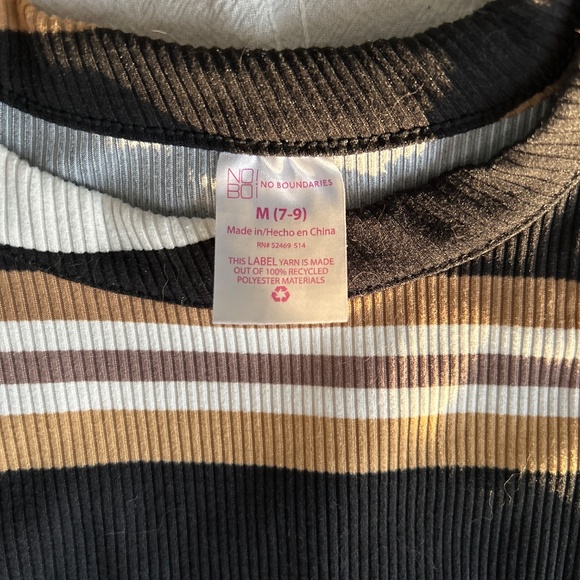 NO!
BO! NO BOUNDARIES
M (7-9)
Made in/Hecho en China
RN# 52469 514
THIS LABEL YARN IS MADE
OUT OF 100% RECYCLED
POLYESTER MATERIALS